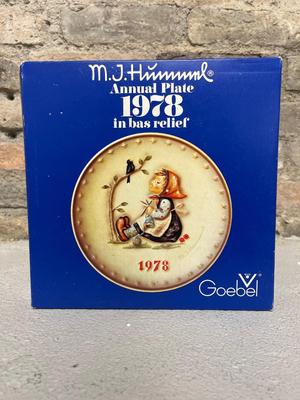 M.J.Hummel®
Annual Plate
1978
in bas relief
1978
Goebel